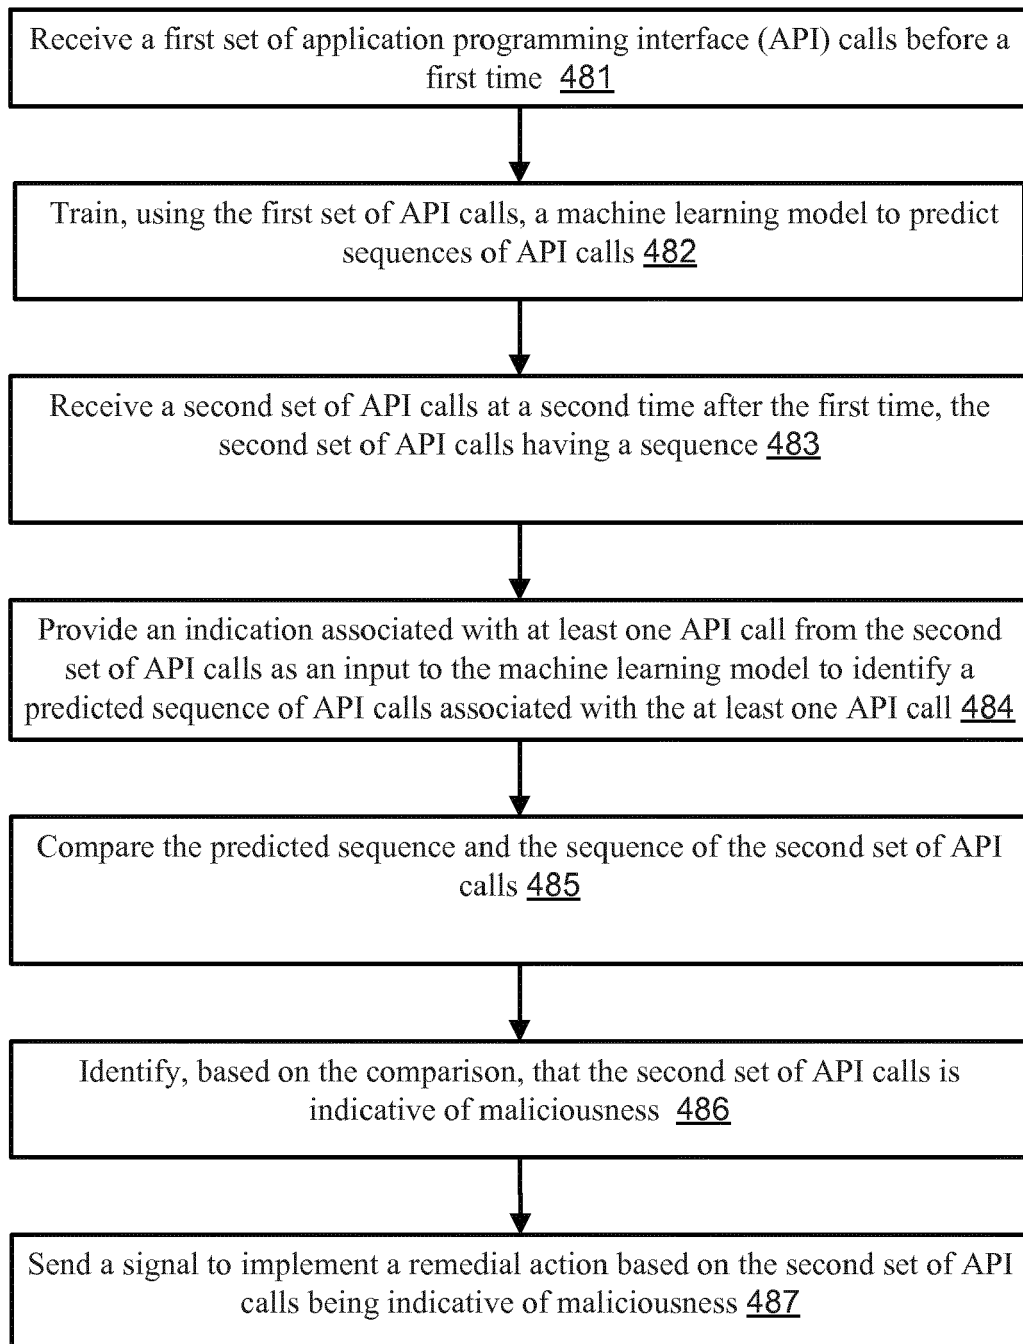 Receive a first set of application programming interface (API) calls before a
first time 481
Train, using the first set of API calls, a machine learning model to predict
sequences of API calls 482
Receive a second set of API calls at a second time after the first time, the
second set of API calls having a sequence 483
Provide an indication associated with at least one API call from the second
set of API calls as an input to the machine learning model to identify a
predicted sequence of API calls associated with the at least one API call 484
Compare the predicted sequence and the sequence of the second set of API
calls 485
Identify, based on the comparison, that the second set of API calls is
indicative of maliciousness 486
Send a signal to implement a remedial action based on the second set of API
calls being indicative of maliciousness 487